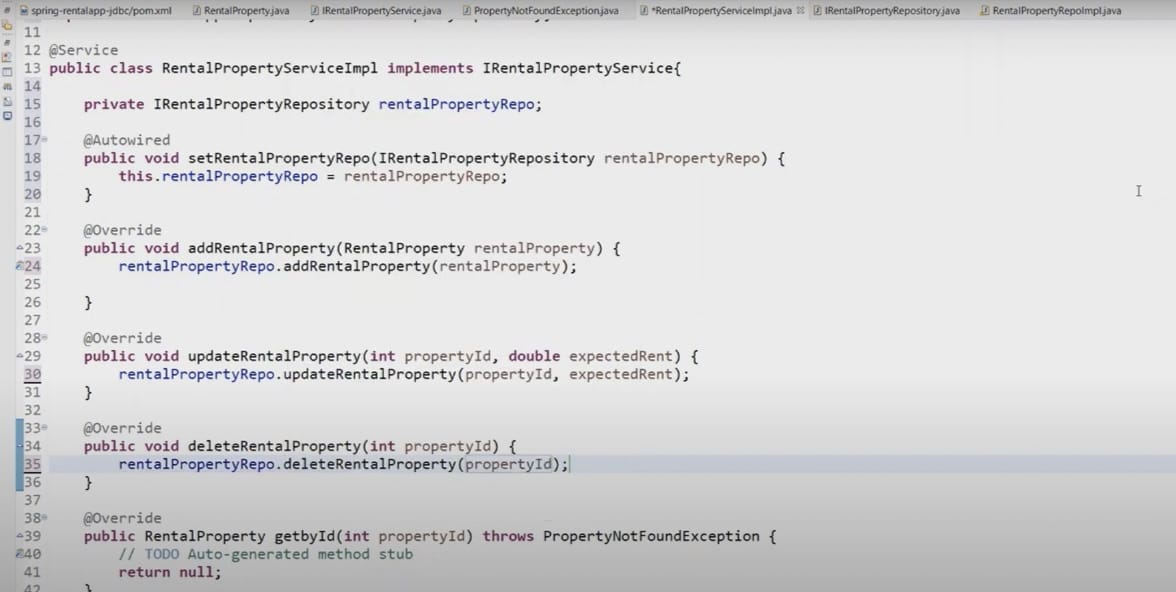 spring-rentalapp-jdbc/pom.xml RentalProperty.java IRentalPropertyService.java PropertyNotFoundException.java *RentalPropertyServiceImpl.java IRentalPropertyRepository.java RentalPropertyRepoImpl.java
11
12 @Service
13 public class RentalPropertyServiceImpl implements IRentalPropertyService{
14
15 private IRentalPropertyRepository rentalPropertyRepo;
16
17 @Autowired
18 public void setRentalPropertyRepo(IRentalPropertyRepository rentalPropertyRepo) {
19 this.rentalPropertyRepo = rentalPropertyRepo;
20 }
21
22 @Override
23 public void addRentalProperty(RentalProperty rentalProperty) {
24 rentalPropertyRepo.addRentalProperty(rentalProperty);
25
26 }
27
28 @Override
29 public void updateRentalProperty(int propertyId, double expectedRent) {
30 rentalPropertyRepo.updateRentalProperty(propertyId, expectedRent);
31 }
32
33 @Override
34 public void deleteRentalProperty(int propertyId) {
35 rentalPropertyRepo.deleteRentalProperty(propertyId);
36 }
37
38 @Override
39 public RentalProperty getbyId(int propertyId) throws PropertyNotFoundException {
40 // TODO Auto-generated method stub
41 return null;
42 }